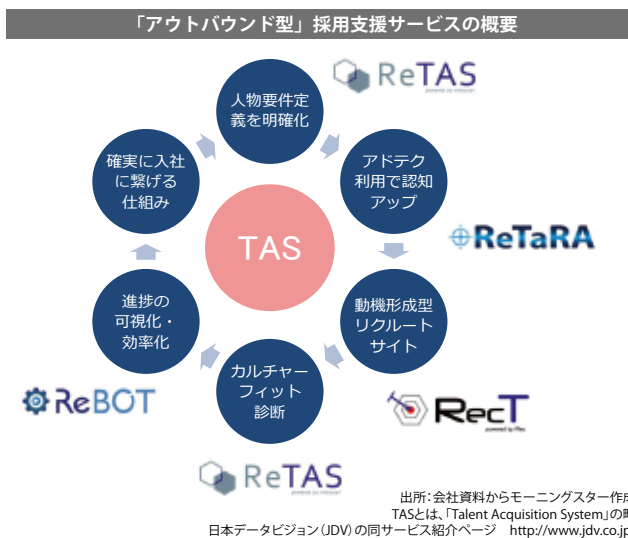 「アウトバウンド型」採用支援サービスの概要
人物要件定
義を明確化
ReTAS
確実に入社
に繋げる
仕組み
アドテク
利用で認知
アップ
TAS
ReTaRA
進捗の
可視化・
効率化
動機形成型
リクルート
サイト
カルチャー
フィット
診断
ReBOT
RecT
ReTAS
出所：会社資料からモーニングスター作成
TASとは、「Talent Acquisition System」の略
日本データビジョン（JDV）の同サービス紹介ページ　http://www.jdv.co.jp